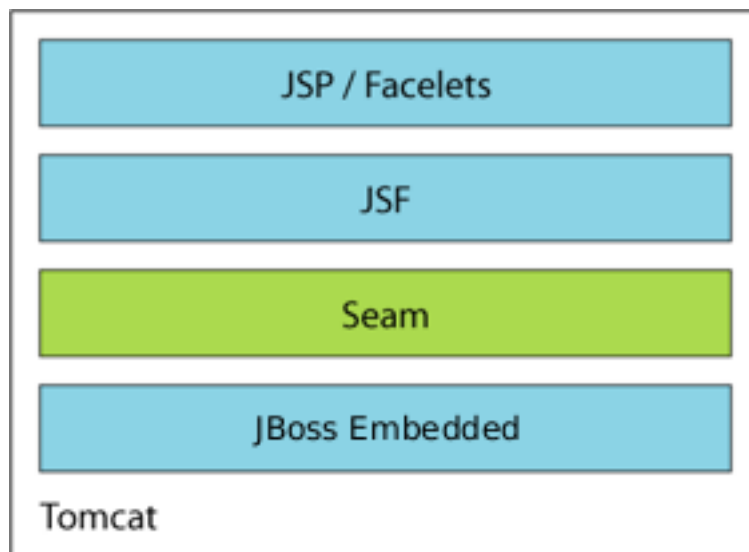 JSP / Facelets
JSF
Seam
JBoss Embedded
Tomcat